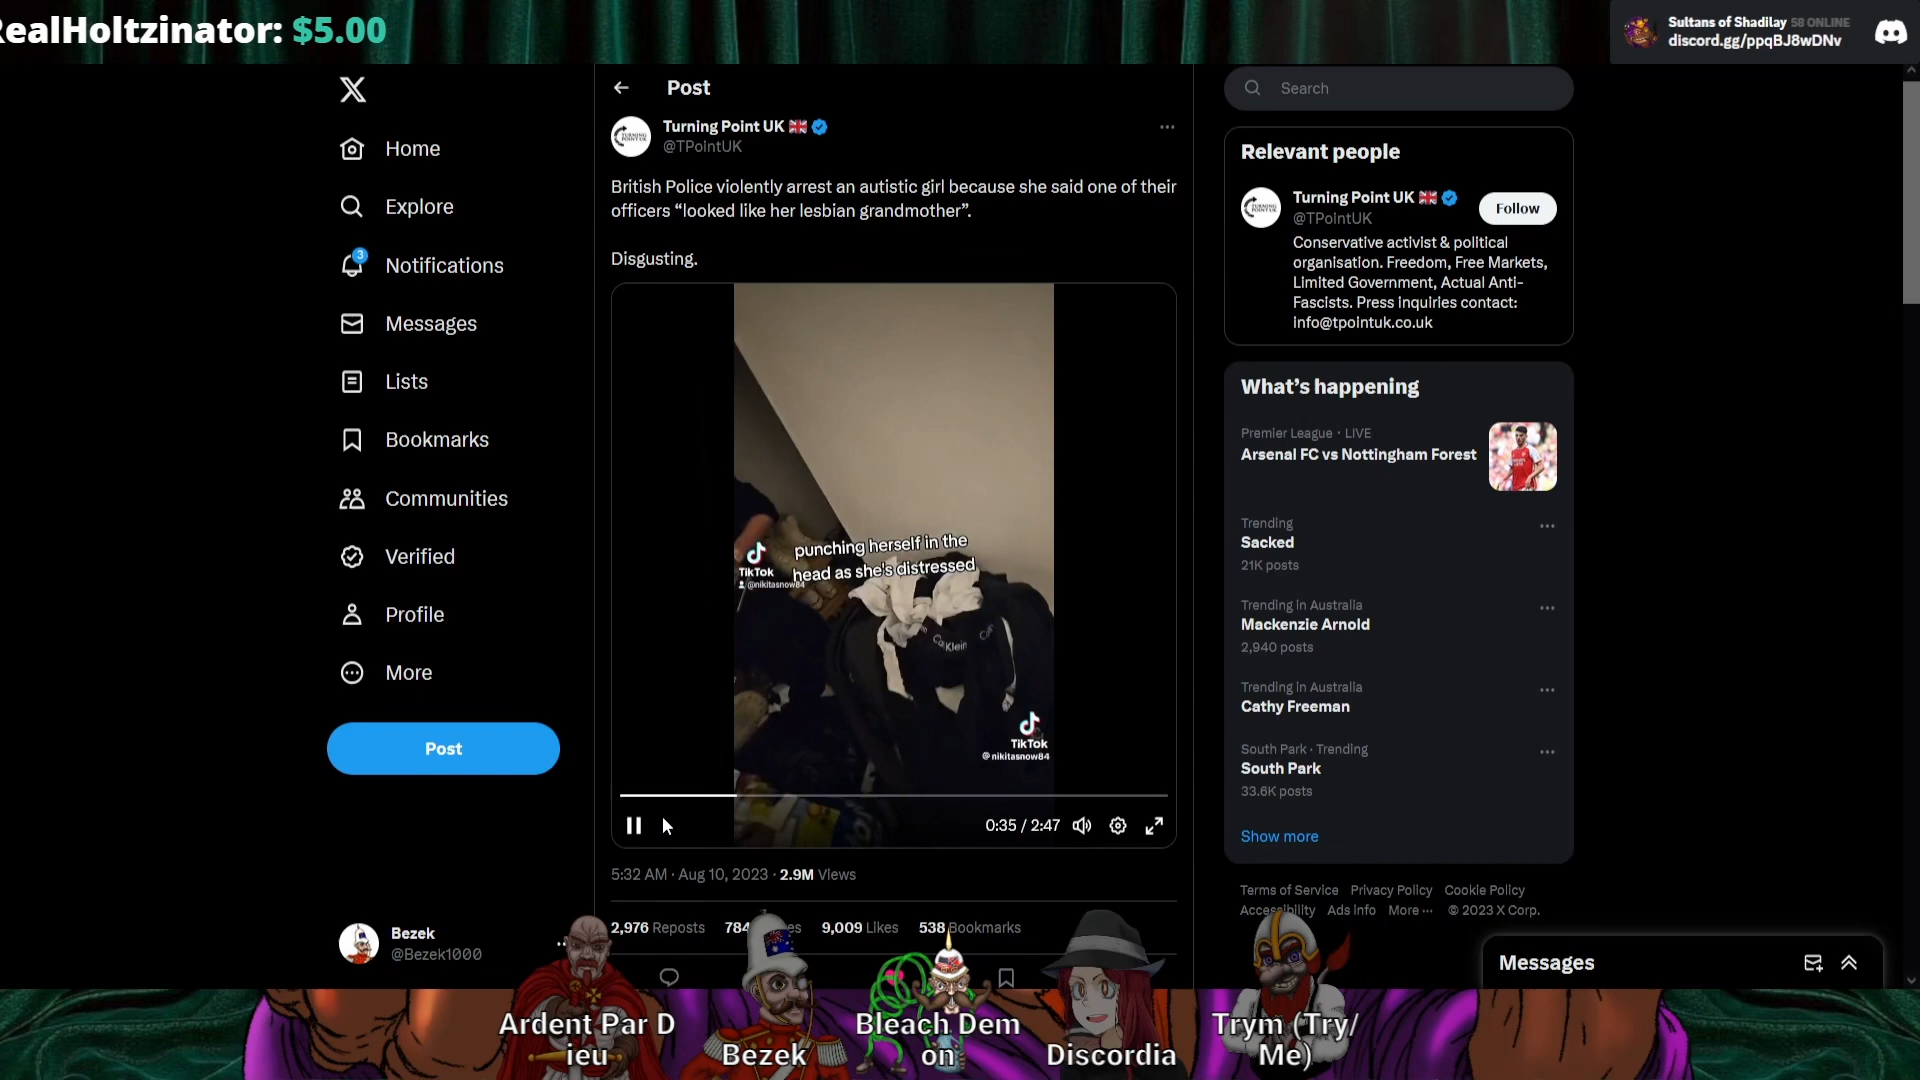 RealHoltzinator: $5.00
Sultans of Shadilay 58 ONLINE
discord.gg/ppqBJ8wDNv
Home
Explore
3
Notifications
Messages
Lists
Bookmarks
Communities
Verified
Profile
More
Post
Bezek
@Bezek1000
Post
Turning Point UK
@TPointUK
British Police violently arrest an autistic girl because she said one of their
officers “looked like her lesbian grandmother”.
Disgusting.
punching herself in the
head as she's distressed
TikTok
@nikitasnow84
Klein
TikTok
@nikitasnow84
0:35 / 2:47
5:32 AM · Aug 10, 2023 · 2.9M Views
2,976 Reposts 9,009 Likes 538 Bookmarks
Search
Relevant people
Turning Point UK
@TPointUK
Follow
Conservative activist & political
organisation. Freedom, Free Markets,
Limited Government, Actual Anti-
Fascists. Press inquiries contact:
info@tpointuk.co.uk
What’s happening
Premier League · LIVE
Arsenal FC vs Nottingham Forest
Trending
Sacked
21K posts
Trending in Australia
Mackenzie Arnold
2,940 posts
Trending in Australia
Cathy Freeman
South Park · Trending
South Park
33.6K posts
Show more
Terms of Service Privacy Policy Cookie Policy
Accessibility Ads info More ··· © 2023 X Corp.
Messages
Ardent Par D
ieu
Bezek
Bleach Dem
on
Discordia
Trym (Try/
Me)